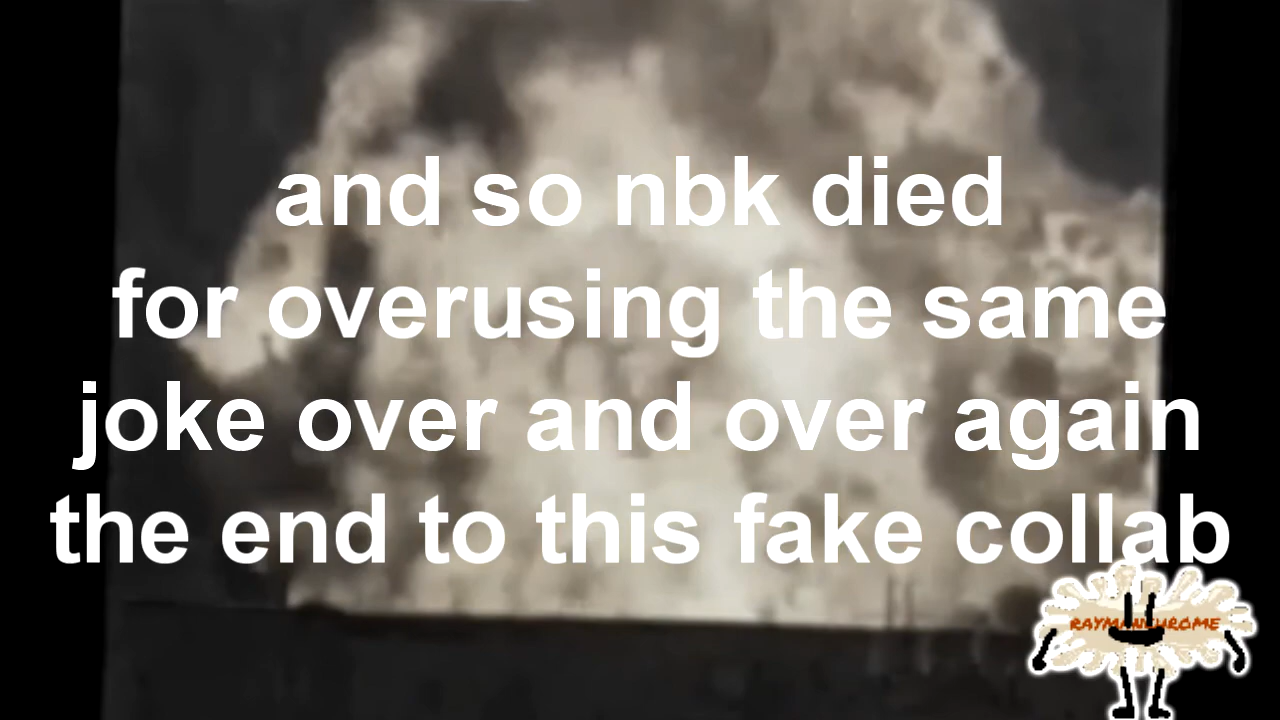 and so nbk died
for overusing the same
joke over and over again
the end to this fake collab
RAYMANCHROME